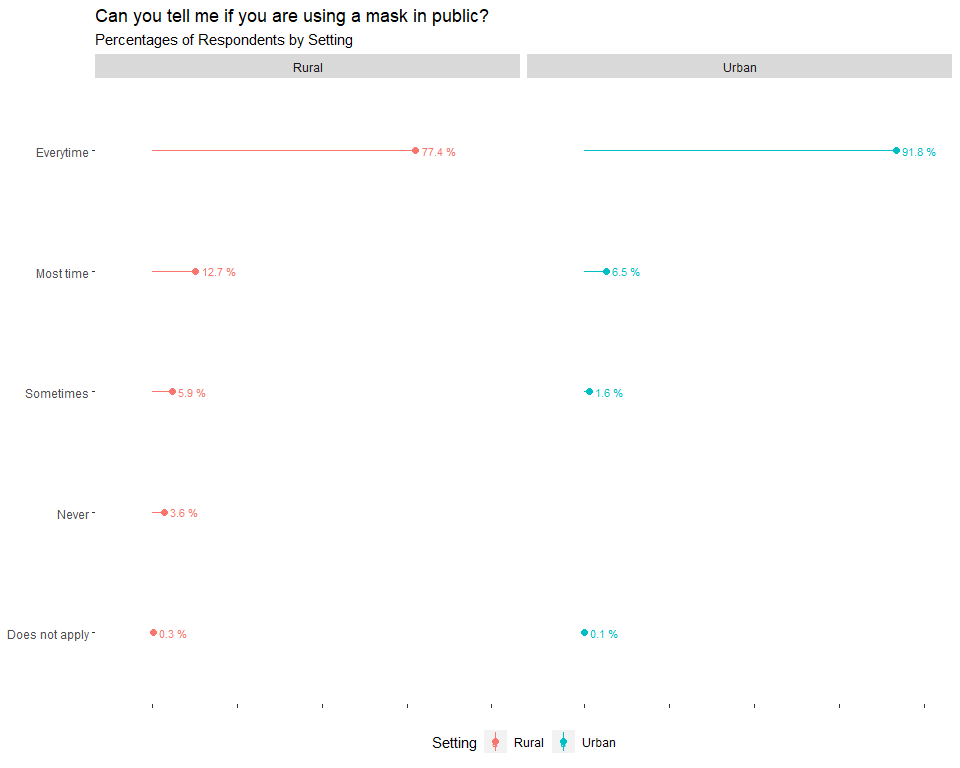 Can you tell me if you are using a mask in public?
Percentages of Respondents by Setting
Rural Urban
Everytime 77.4 % 91.8 %
Most time 12.7 % 6.5 %
Sometimes 5.9 % 1.6 %
Never 3.6 %
Does not apply 0.3 % 0.1 %
Setting Rural Urban